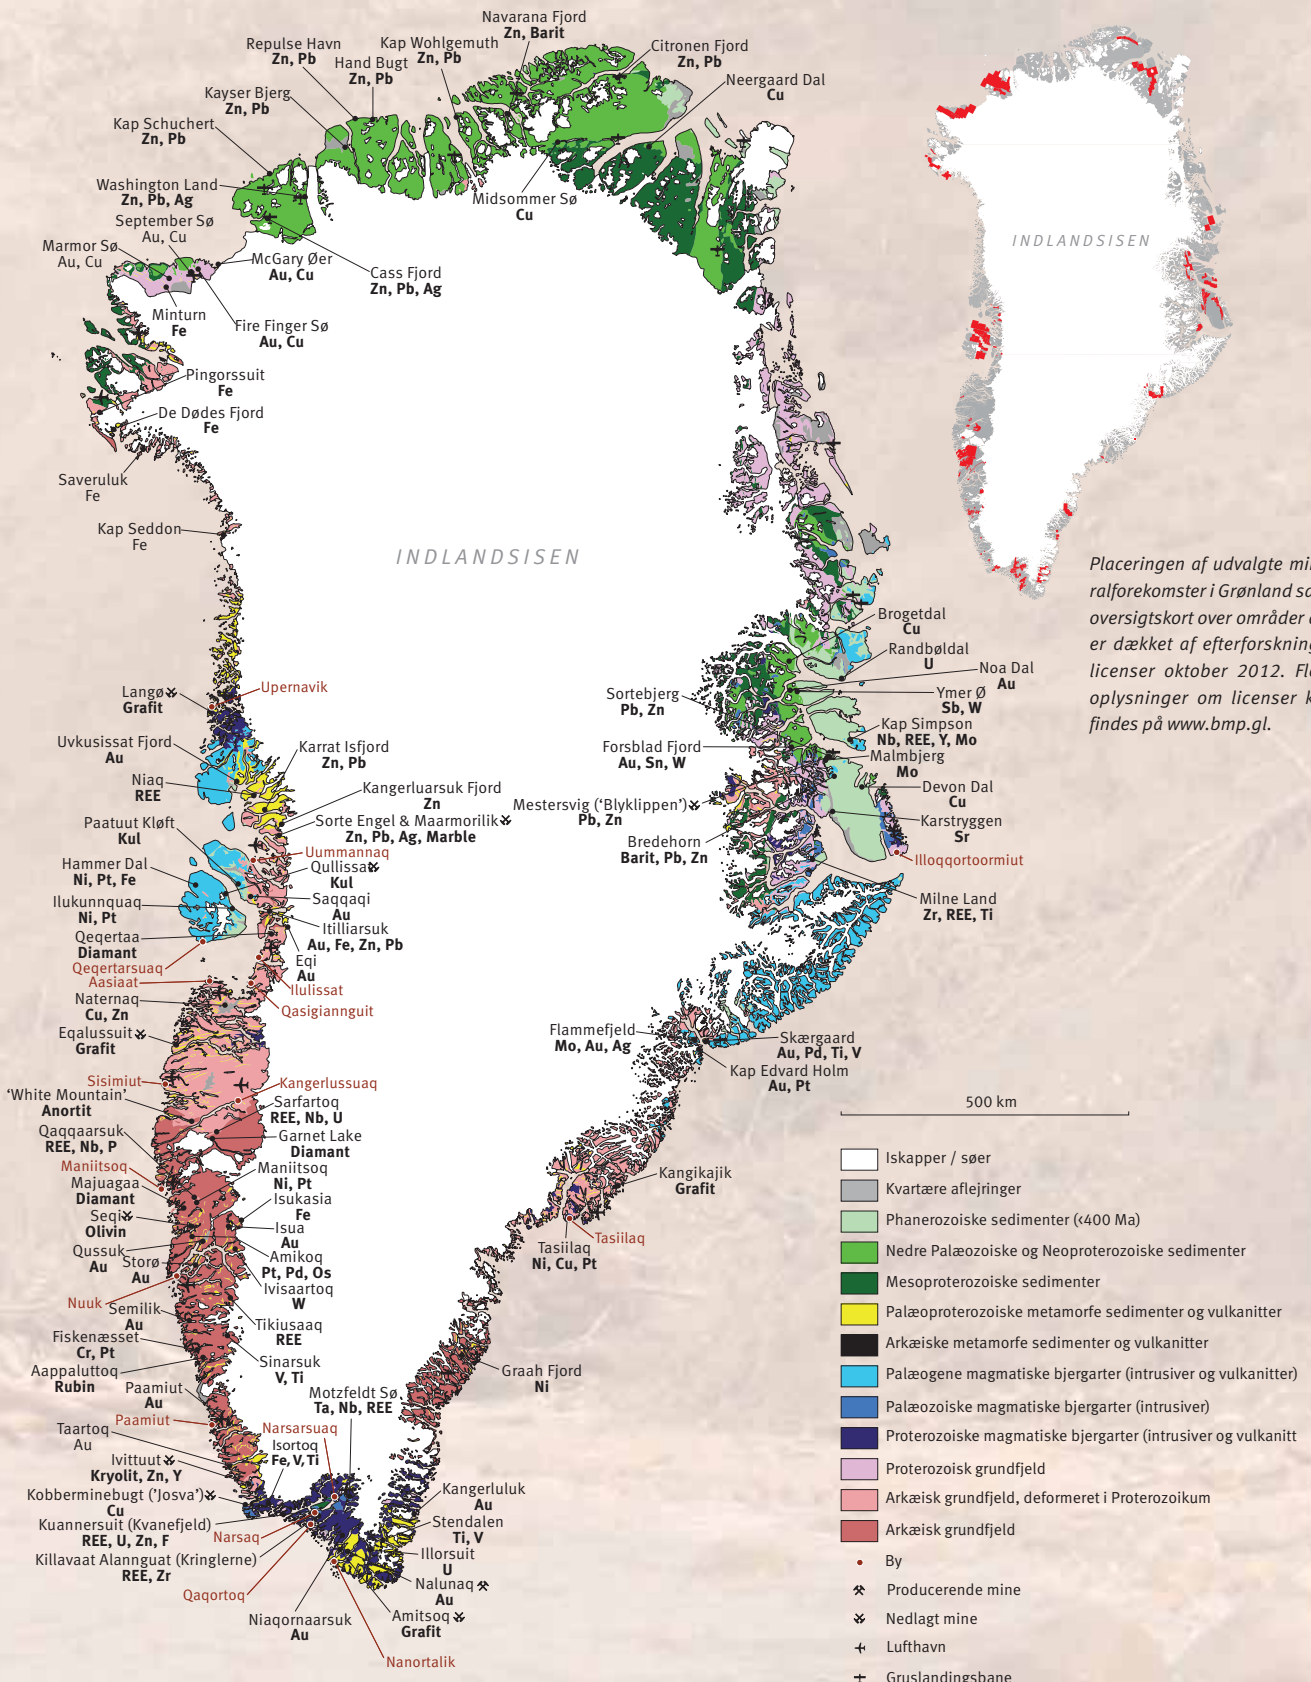 Navarana Fjord
Zn, Barit
Repulse Havn
Zn, Pb
Kap Wohlgemuth
Zn, Pb
Hand Bugt
Zn, Pb
Citronen Fjord
Zn, Pb
Neergaard Dal
Cu
Kayser Bjerg
Zn, Pb
Kap Schuchert
Zn, Pb
Washington Land
Zn, Pb, Ag
Midsommer Sø
Cu
September Sø
Au, Cu
Marmor Sø
Au, Cu
McGary Øer
Au, Cu
Cass Fjord
Zn, Pb, Ag
Minturn
Fe
Fire Finger Sø
Au, Cu
Pingorssuit
Fe
De Dødes Fjord
Fe
Saveruluk
Fe
Kap Seddon
Fe
INDLANDSISEN
INDLANDSISEN
Placeringen af udvalgte
ralforekomster i Grønland
oversigtskort over områder
er dækket af
licenser oktober 2012.
oplysninger om licenser
findes på www.bmp.gl.
Langø
Grafit
Upernavik
Uvkusissat Fjord
Au
Niaq
REE
Karrat Isfjord
Zn, Pb
Kangerluarsuk Fjord
Zn
Sorte Engel & Maarmorilik
Zn, Pb, Ag, Marble
Paatuut Kløft
Kul
Uummannaq
Qullissat
Kul
Hammer Dal
Ni, Pt, Fe
Saqqaqi
Au
Ilukunnquaq
Ni, Pt
Itilliarsuk
Au, Fe, Zn, Pb
Qeqertaa
Diamant
Eqi
Au
Qeqertarsuaq
Aasiaat
Ilulissat
Naternaq
Cu, Zn
Qasigiannguit
Eqalussuit
Grafit
Sisimiut
Kangerlussuaq
'White Mountain'
Anortit
Sarfartoq
REE, Nb, U
Qaqqaarsuk
REE, Nb, P
Garnet Lake
Diamant
Maniitsoq
Maniitsoq
Ni, Pt
Majuagaa
Diamant
Isukasia
Fe
Seqi
Olivin
Isua
Au
Qussuk
Au
Amikoq
Pt, Pd, Os
Storø
Au
Ivisaartoq
W
Nuuk
Semilik
Au
Tikiusaaq
REE
Fiskenæsset
Cr, Pt
Sinarsuk
V, Ti
Aappaluttoq
Rubin
Paamiut
Au
Motzfeldt Sø
Ta, Nb, REE
Paamiut
Narsarsuaq
Taartoq
Au
Isortoq
Fe, V, Ti
Ivittuut
Kryolit, Zn, Y
Kobberminebugt ('Josva')
Cu
Kuannersuit (Kvanefjeld)
REE, U, Zn, F
Narsaq
Killavaat Alannguat (Kringlerne)
REE, Zr
Qaqortoq
Niaqornaarsuk
Au
Nanortalik
Amitsoq
Grafit
Nalunaq
Au
Illorsuit
U
Stendalen
Ti, V
Kangerluluk
Au
Graah Fjord
Ni
Tasiilaq
Ni, Cu, Pt
Tasiilaq
Kangikajik
Grafit
Flammefjeld
Mo, Au, Ag
Skærgaard
Au, Pd, Ti, V
Kap Edvard Holm
Au, Pt
Brogetdal
Cu
Randbøldal
U
Noa Dal
Au
Ymer Ø
Sb, W
Sortebjerg
Pb, Zn
Kap Simpson
Nb, REE, Y, Mo
Forsblad Fjord
Au, Sn, W
Malmbjerg
Mo
Devon Dal
Cu
Mestersvig ('Blyklippen')
Pb, Zn
Karstryggen
Sr
Bredehorn
Barit, Pb, Zn
Illoqqortoormiut
Milne Land
Zr, REE, Ti
500 km
Iskapper / søer
Kvartære aflejringer
Phanerozoiske sedimenter (<400 Ma)
Nedre Palæozoiske og Neoproterozoiske sedimenter
Mesoproterozoiske sedimenter
Palæoproterozoiske metamorfe sedimenter og vulkanitter
Arkæiske metamorfe sedimenter og vulkanitter
Palæogene magmatiske bjergarter (intrusiver og vulkanitter)
Palæozoiske magmatiske bjergarter (intrusiver)
Proterozoiske magmatiske bjergarter (intrusiver og vulkanitt
Proterozoisk grundfjeld
Arkæisk grundfjeld, deformeret i Proterozoikum
Arkæisk grundfjeld
By
Producerende mine
Nedlagt mine
Lufthavn
Gruslandingsbane